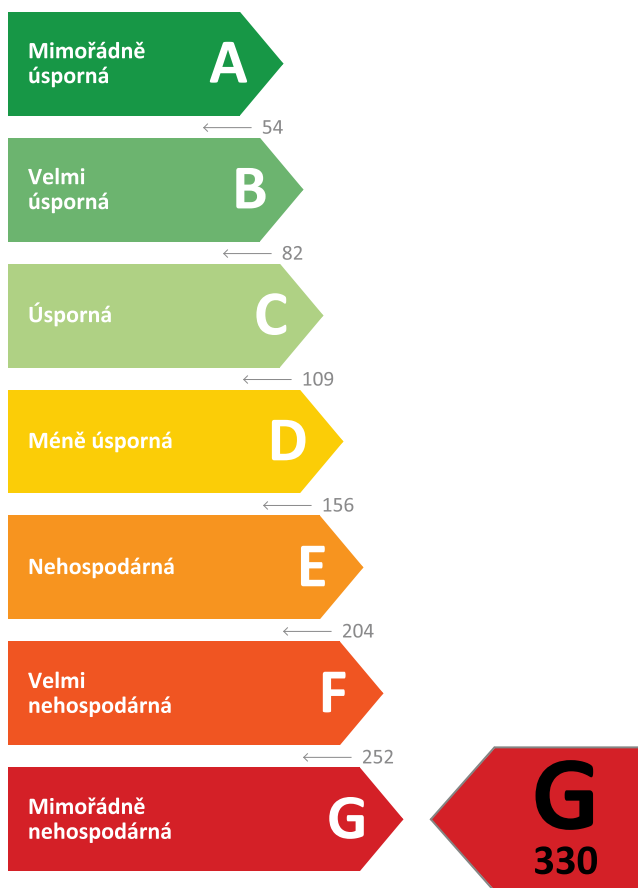 Mimořádně
úsporná
A
54
Velmi
úsporná
B
82
Úsporná
C
109
Méně úsporná
D
156
Nehospodárná
E
204
Velmi
nehospodárná
F
252
Mimořádně
nehospodárná
G
G
330